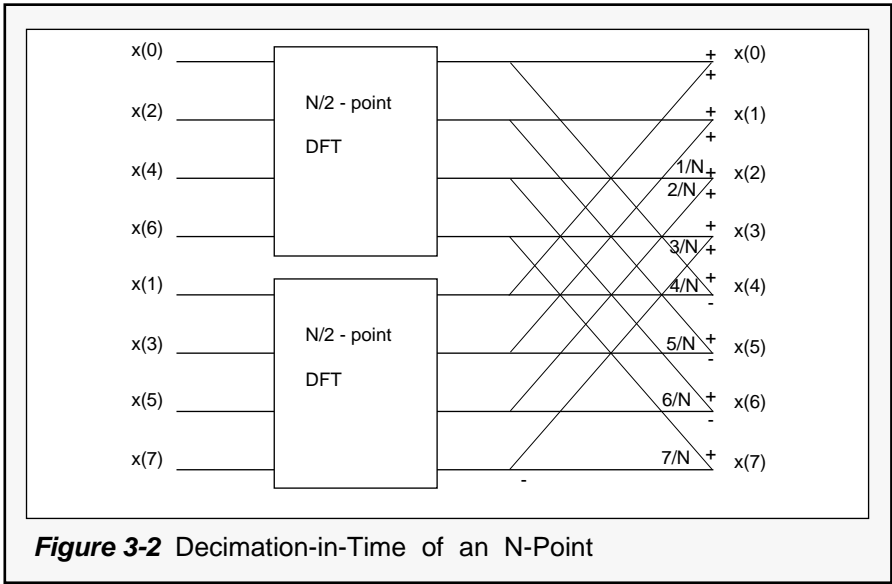 x(0)
x(2)
x(4)
x(6)
x(1)
x(3)
x(5)
x(7)
N/2 - point
DFT
N/2 - point
DFT
+ x(0)
+
+ x(1)
+
1/N + x(2)
2/N +
+ x(3)
3/N +
+ x(4)
4/N -
+ x(5)
5/N -
+ x(6)
6/N -
+ x(7)
7/N
-
Figure 3-2 Decimation-in-Time of an N-Point